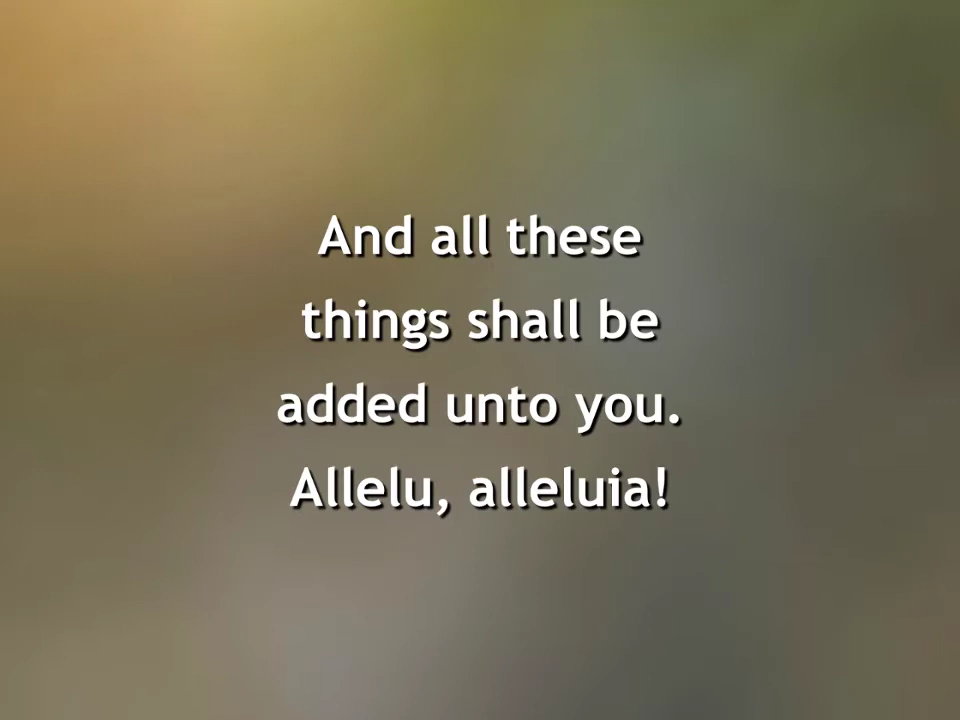 And all these
things shall be
added unto you.
Allelu, alleluia!